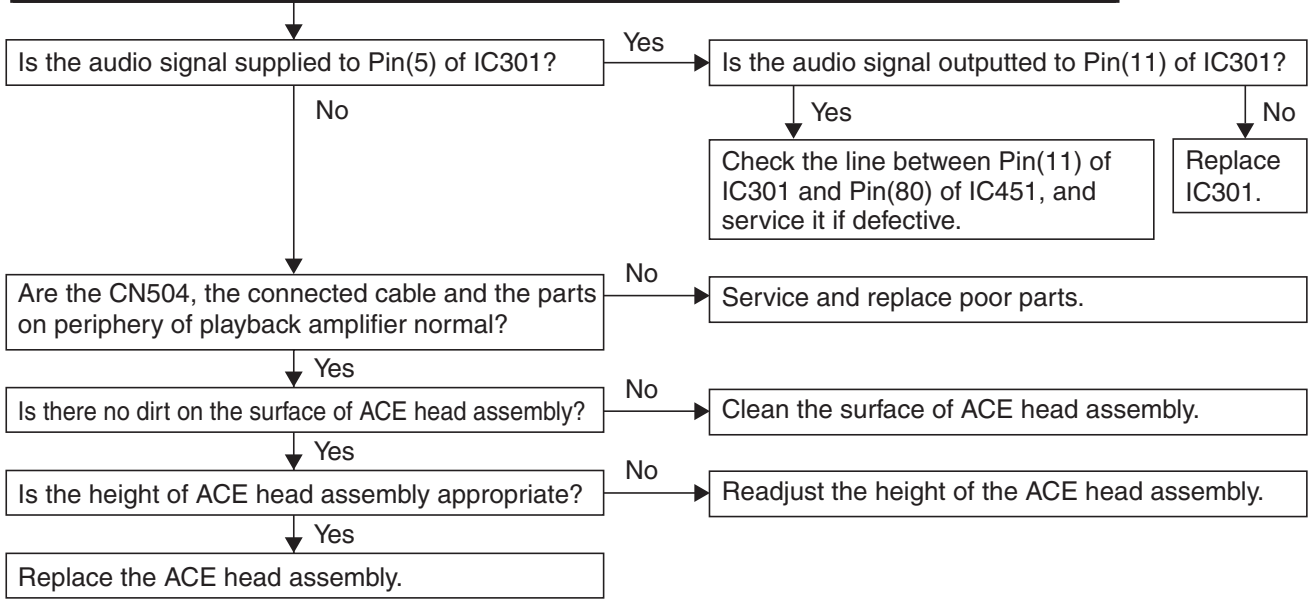 Is the audio signal supplied to Pin(5) of IC301?
Yes
Is the audio signal outputted to Pin(11) of IC301?
No
Yes
No
Check the line between Pin(11) of
IC301 and Pin(80) of IC451, and
service it if defective.
Replace
IC301.
Are the CN504, the connected cable and the parts
on periphery of playback amplifier normal?
No
Service and replace poor parts.
Yes
Is there no dirt on the surface of ACE head assembly?
No
Clean the surface of ACE head assembly.
Yes
Is the height of ACE head assembly appropriate?
No
Readjust the height of the ACE head assembly.
Yes
Replace the ACE head assembly.